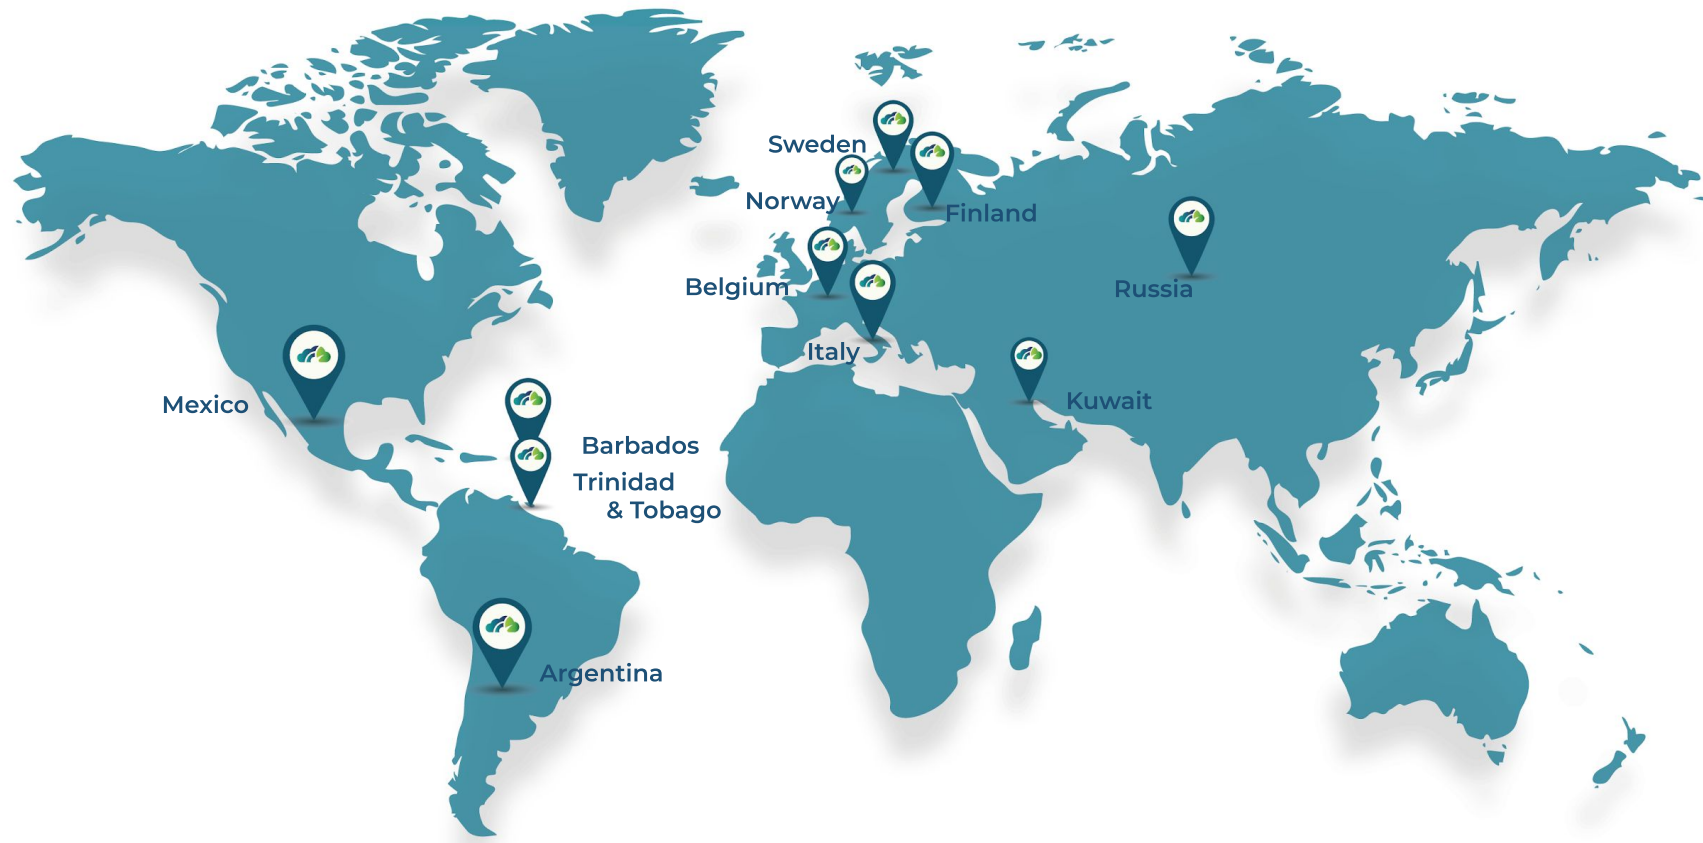 Sweden
Norway
Finland
Belgium
Russia
Italy
Mexico
Kuwait
Barbados
Trinidad
& Tobago
Argentina